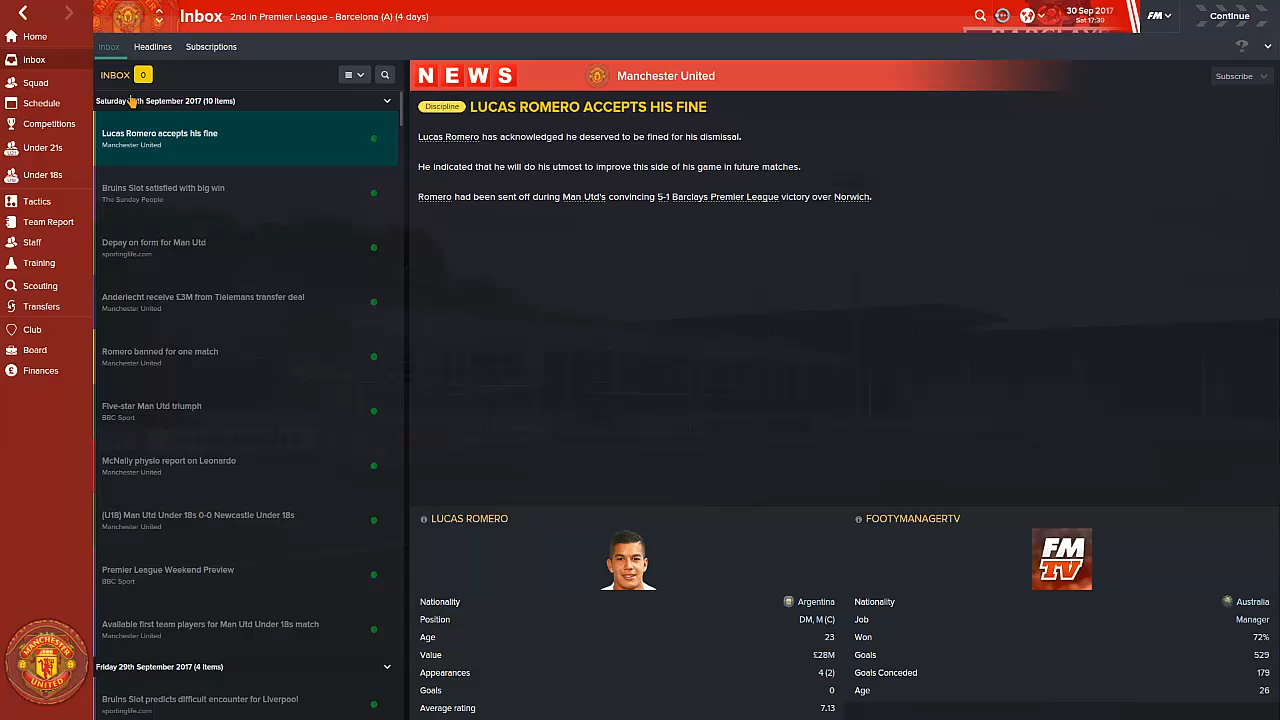 Inbox
2nd in Premier League - Barcelona (A) (4 days)
30 Sep 2017
Sat 17:30
FM
Continue
Home
Inbox
Squad
Schedule
Competitions
Under 21s
Under 18s
Tactics
Team Report
Staff
Training
Scouting
Transfers
Club
Board
Finances
MANCHESTER
UNITED
Inbox Headlines Subscriptions
INBOX 0
Saturday 30th September 2017 (10 Items)
Lucas Romero accepts his fine
Manchester United
Bruins Slot satisfied with big win
The Sunday People
Depay on form for Man Utd
sportinglife.com
Anderlecht receive £3M from Tielemans transfer deal
Manchester United
Romero banned for one match
Manchester United
Five-star Man Utd triumph
BBC Sport
McNally physio report on Leonardo
Manchester United
(U18) Man Utd Under 18s 0-0 Newcastle Under 18s
Manchester United
Premier League Weekend Preview
BBC Sport
Available first team players for Man Utd Under 18s match
Manchester United
Friday 29th September 2017 (4 Items)
Bruins Slot predicts difficult encounter for Liverpool
sportinglife.com
NEWS
Manchester United
Subscribe
Discipline LUCAS ROMERO ACCEPTS HIS FINE
Lucas Romero has acknowledged he deserved to be fined for his dismissal.
He indicated that he will do his utmost to improve this side of his game in future matches.
Romero had been sent off during Man Utd's convincing 5-1 Barclays Premier League victory over Norwich.
LUCAS ROMERO
Nationality Argentina
Position DM, M (C)
Age 23
Value £28M
Appearances 4 (2)
Goals 0
Average rating 7.13
FOOTYMANAGERTV
FM
TV
Nationality Australia
Job Manager
Won 72%
Goals 529
Goals Conceded 179
Age 26